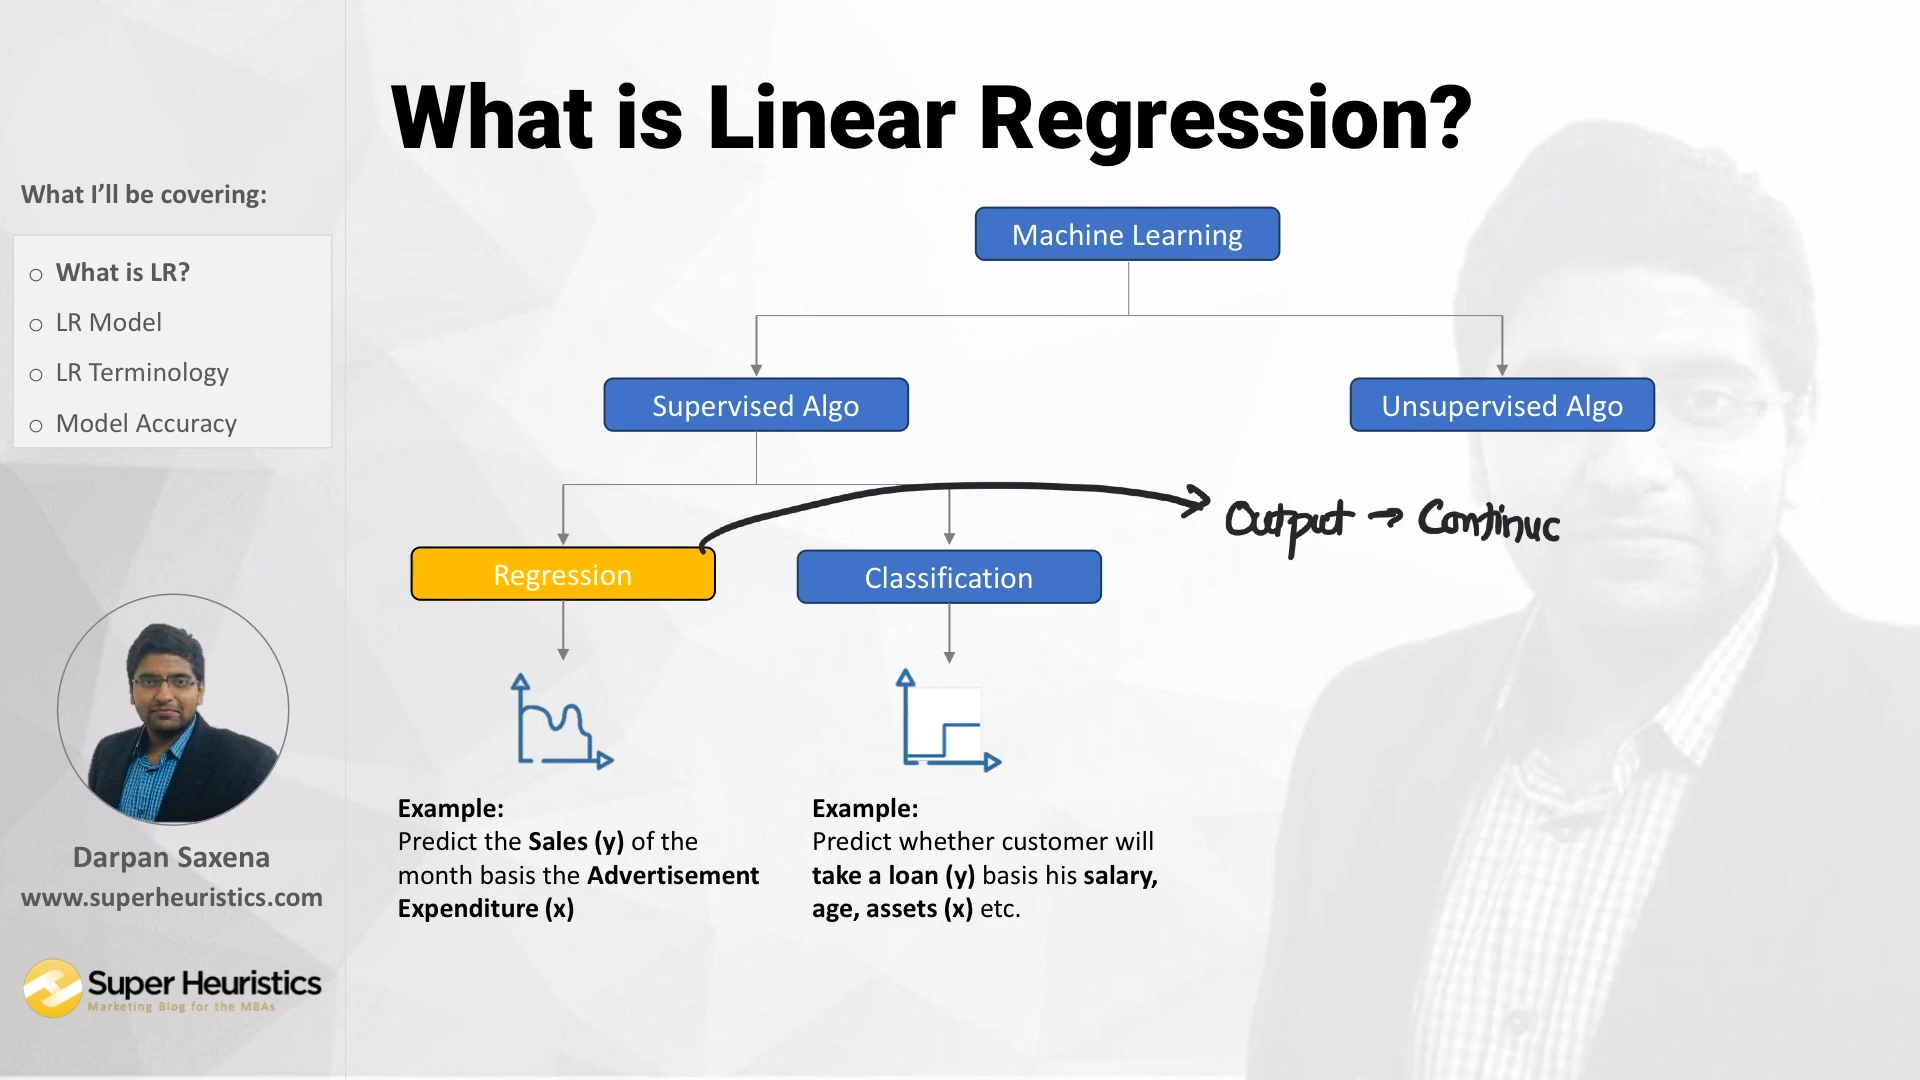 What is Linear Regression?
What I'll be covering:
What is LR?
LR Model
LR Terminology
Model Accuracy
Machine Learning
Supervised Algo
Unsupervised Algo
Output → Continuc
Regression
Classification
Example:
Predict the Sales (y) of the
month basis the Advertisement
Expenditure (x)
Example:
Predict whether customer will
take a loan (y) basis his salary,
age, assets (x) etc.
Darpan Saxena
www.superheuristics.com
Super Heuristics
Marketing Blog for the MBAs